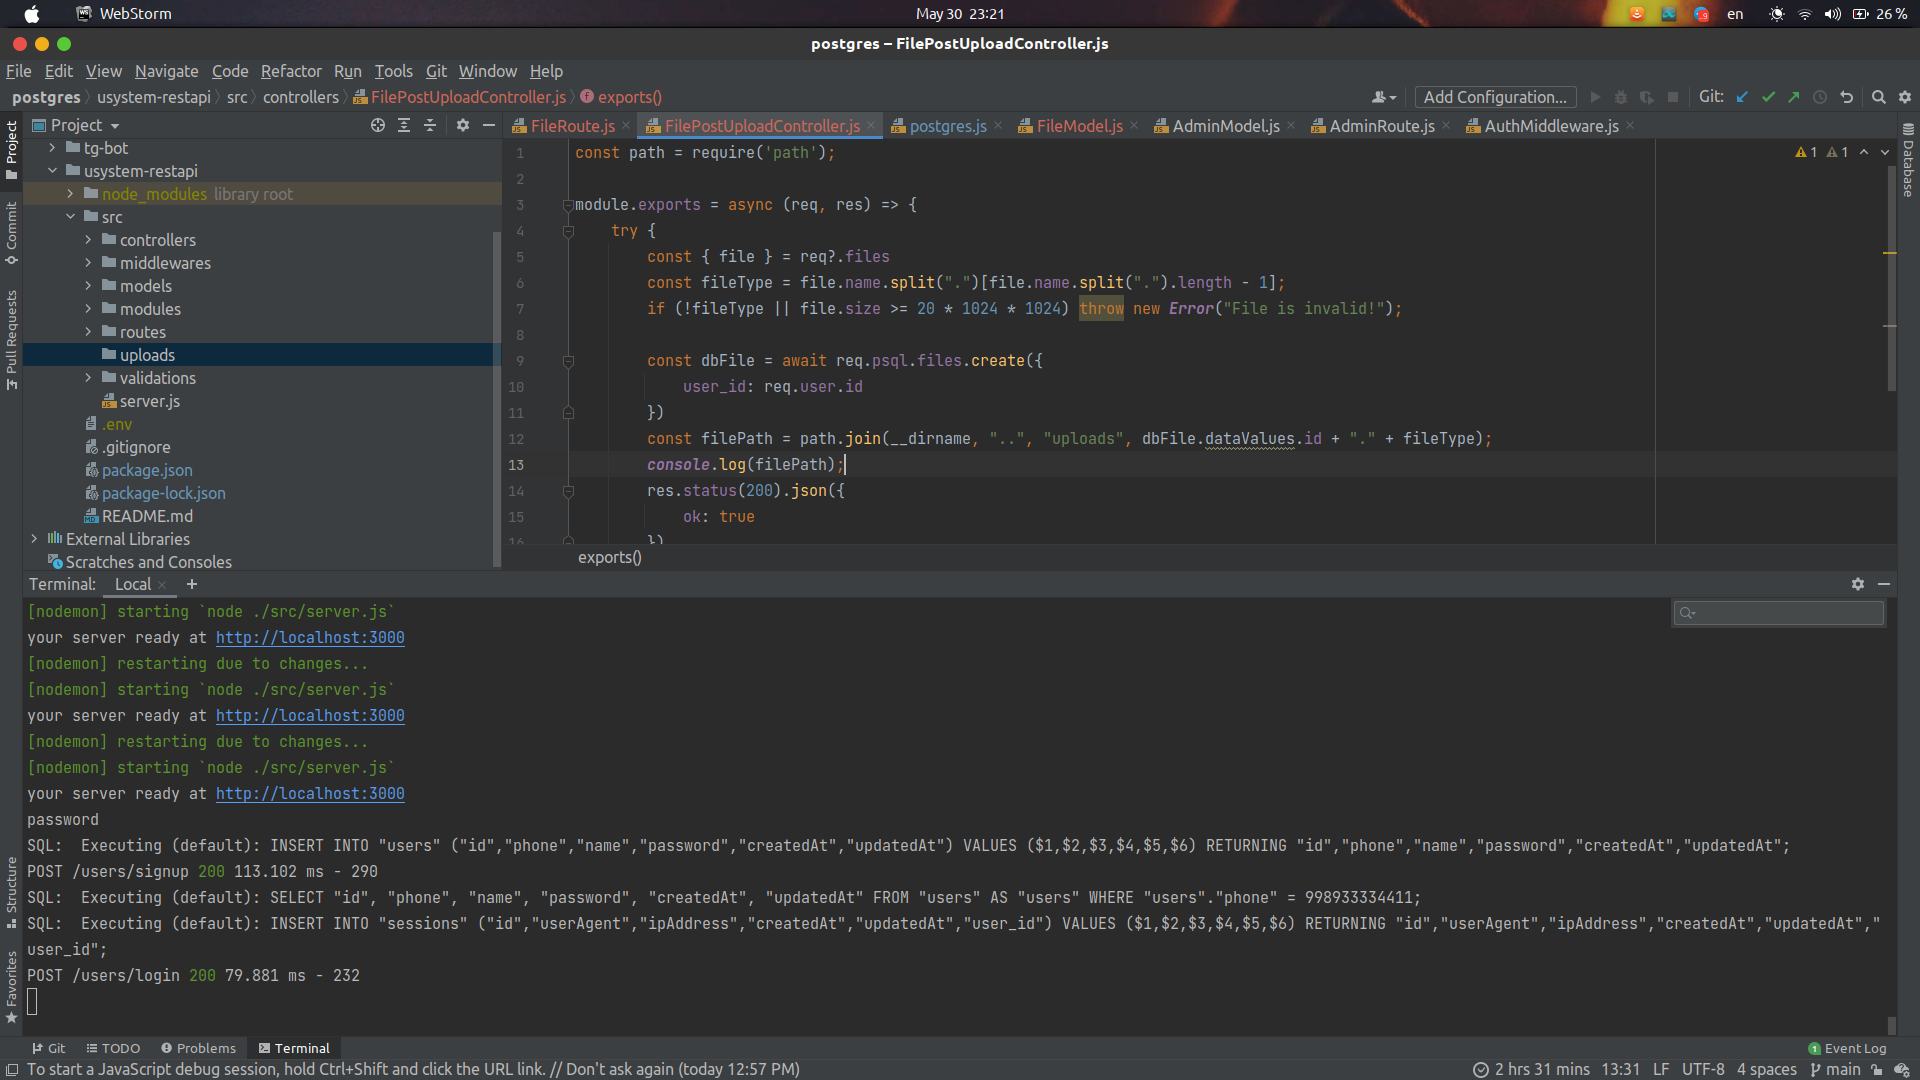 WebStorm
May 30 23:21
en
26 %
postgres – FilePostUploadController.js
File Edit View Navigate Code Refactor Run Tools Git Window Help
postgres usystem-restapi src controllers FilePostUploadController.js exports()
Add Configuration...
Git:
Project
FileRoute.js FilePostUploadController.js postgres.js FileModel.js AdminModel.js AdminRoute.js AuthMiddleware.js
Project
Commit
Pull Requests
Structure
Favorites
Database
tg-bot
usystem-restapi
node_modules library root
src
controllers
middlewares
models
modules
routes
uploads
validations
server.js
.env
.gitignore
package.json
package-lock.json
README.md
External Libraries
Scratches and Consoles
1 1
1 const path = require('path');
2
3 module.exports = async (req, res) => {
4 try {
5 const { file } = req?.files
6 const fileType = file.name.split(".")[file.name.split(".").length - 1];
7 if (!fileType || file.size >= 20 * 1024 * 1024) throw new Error("File is invalid!");
8
9 const dbFile = await req.psql.files.create({
10 user_id: req.user.id
11 })
12 const filePath = path.join(__dirname, "..", "uploads", dbFile.dataValues.id + "." + fileType);
13 console.log(filePath);
14 res.status(200).json({
15 ok: true
16 })
exports()
Terminal: Local
[nodemon] starting `node ./src/server.js`
your server ready at http://localhost:3000
[nodemon] restarting due to changes...
[nodemon] starting `node ./src/server.js`
your server ready at http://localhost:3000
[nodemon] restarting due to changes...
[nodemon] starting `node ./src/server.js`
your server ready at http://localhost:3000
password
SQL:  Executing (default): INSERT INTO "users" ("id","phone","name","password","createdAt","updatedAt") VALUES ($1,$2,$3,$4,$5,$6) RETURNING "id","phone","name","password","createdAt","updatedAt";
POST /users/signup 200 113.102 ms - 290
SQL:  Executing (default): SELECT "id", "phone", "name", "password", "createdAt", "updatedAt" FROM "users" AS "users" WHERE "users"."phone" = 998933334411;
SQL:  Executing (default): INSERT INTO "sessions" ("id","userAgent","ipAddress","createdAt","updatedAt","user_id") VALUES ($1,$2,$3,$4,$5,$6) RETURNING "id","userAgent","ipAddress","createdAt","updatedAt","
user_id";
POST /users/login 200 79.881 ms - 232
Git TODO Problems Terminal
1 Event Log
To start a JavaScript debug session, hold Ctrl+Shift and click the URL link. // Don't ask again (today 12:57 PM)
2 hrs 31 mins 13:31 LF UTF-8 4 spaces main